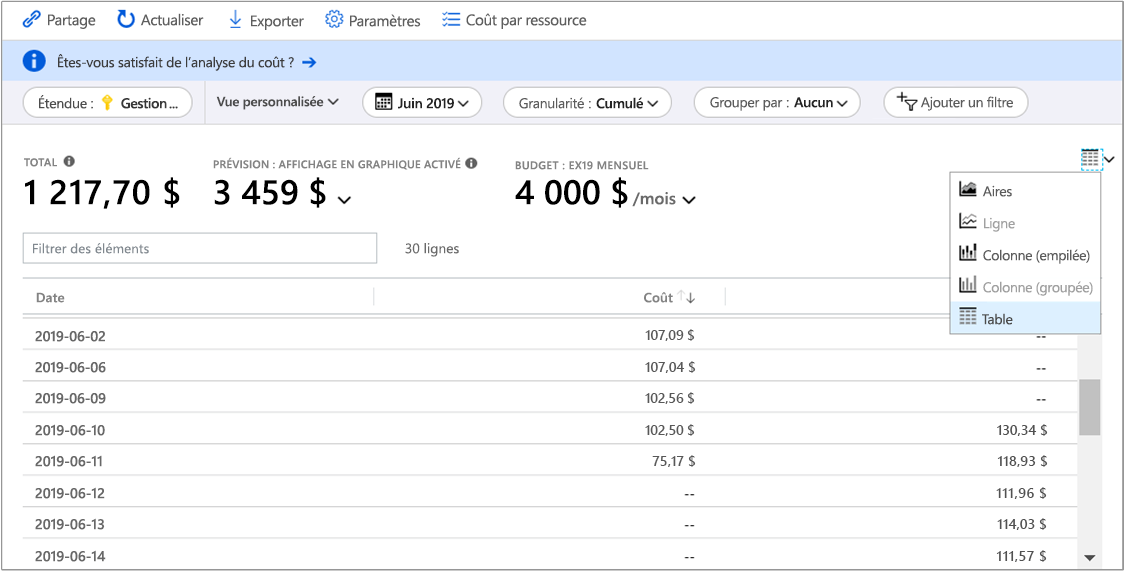 Partage Actualiser Exporter Paramètres Coût par ressource
Êtes-vous satisfait de l'analyse du coût ? →
Étendue : Gestion ... Vue personnalisée Juin 2019 Granularité : Cumulé Grouper par : Aucun Ajouter un filtre
TOTAL PRÉVISION : AFFICHAGE EN GRAPHIQUE ACTIVÉ BUDGET : EX19 MENSUEL
1 217,70 $ 3 459 $ 4 000 $ /mois
Aires
Ligne
Colonne (empilée)
Colonne (groupée)
Table
Filtrer des éléments 30 lignes
Date Coût ↑↓
2019-06-02 107,09 $ --
2019-06-06 107,04 $ --
2019-06-09 102,56 $ --
2019-06-10 102,50 $ 130,34 $
2019-06-11 75,17 $ 118,93 $
2019-06-12 -- 111,96 $
2019-06-13 -- 114,03 $
2019-06-14 -- 111,57 $